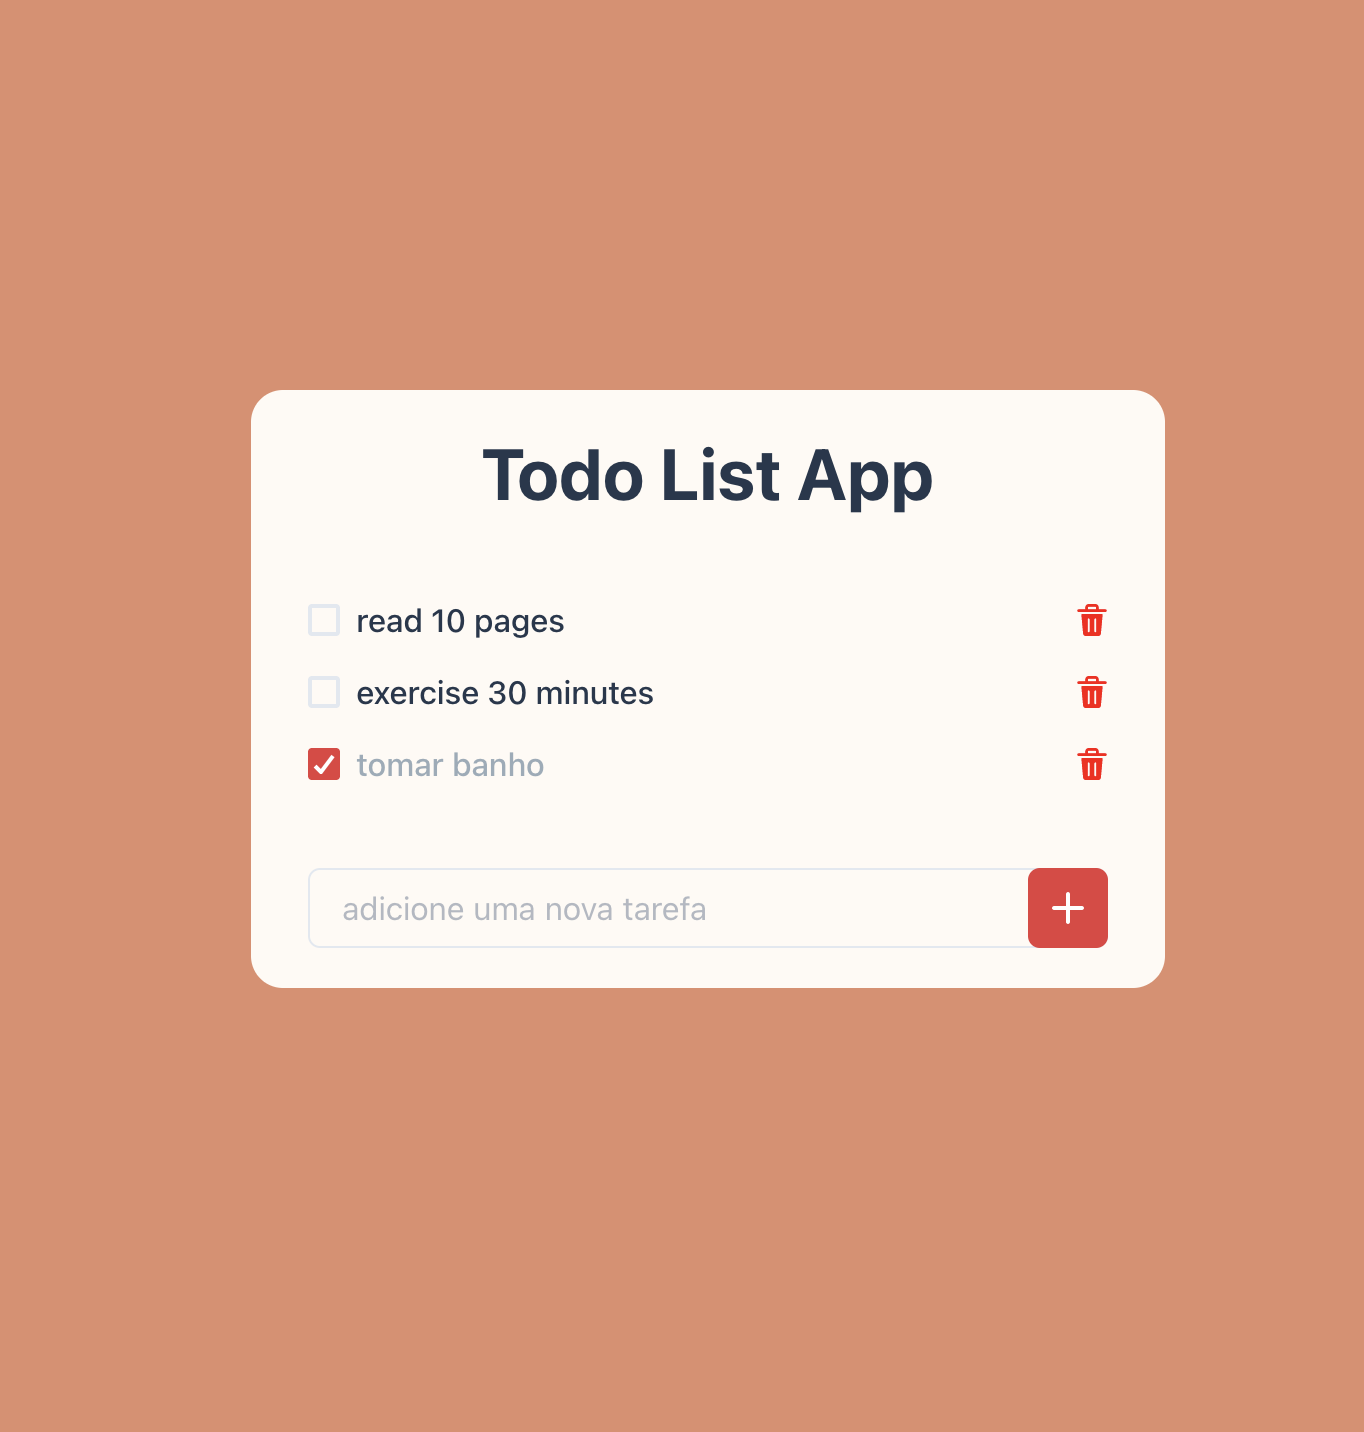 Todo List App
read 10 pages
exercise 30 minutes
tomar banho
adicione uma nova tarefa